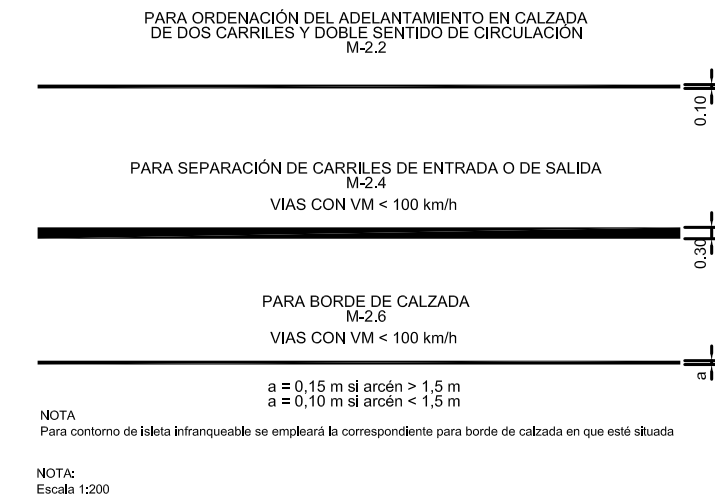 PARA ORDENACIÓN DEL ADELANTAMIENTO EN CALZADA
DE DOS CARRILES Y DOBLE SENTIDO DE CIRCULACIÓN
M-2.2
0.10
PARA SEPARACIÓN DE CARRILES DE ENTRADA O DE SALIDA
M-2.4
VIAS CON VM < 100 km/h
0.30
PARA BORDE DE CALZADA
M-2.6
VIAS CON VM < 100 km/h
a
a = 0,15 m si arcén > 1,5 m
a = 0,10 m si arcén < 1,5 m
NOTA
Para contorno de isleta infranqueable se empleará la correspondiente para borde de calzada en que esté situada
NOTA:
Escala 1:200